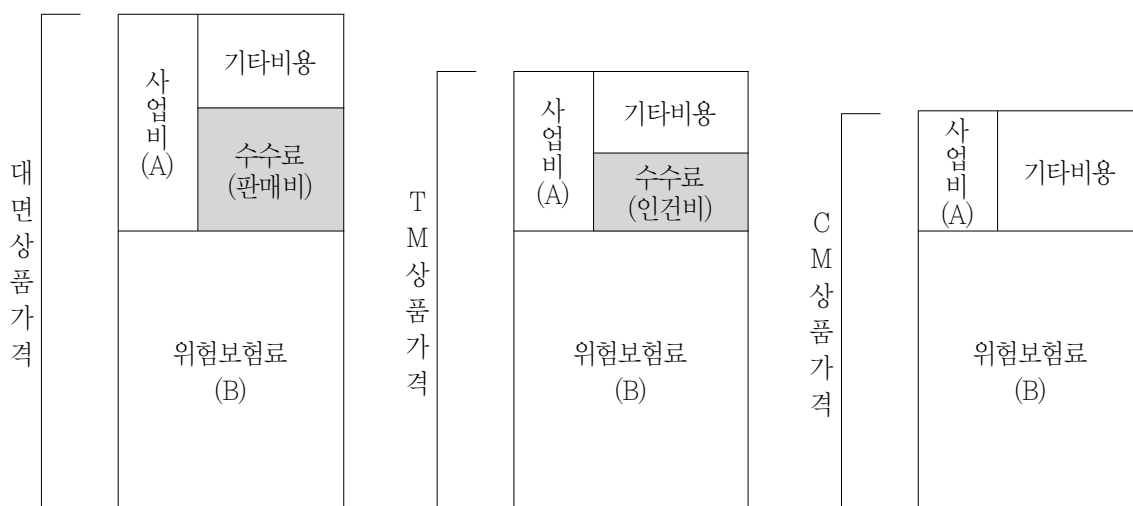 대면상품가격
사업비
(A)
기타비용
수수료
(판매비)
위험보험료
(B)
TM상품가격
사업비
(A)
기타비용
수수료
(인건비)
위험보험료
(B)
CM상품가격
사업비
(A)
기타비용
위험보험료
(B)